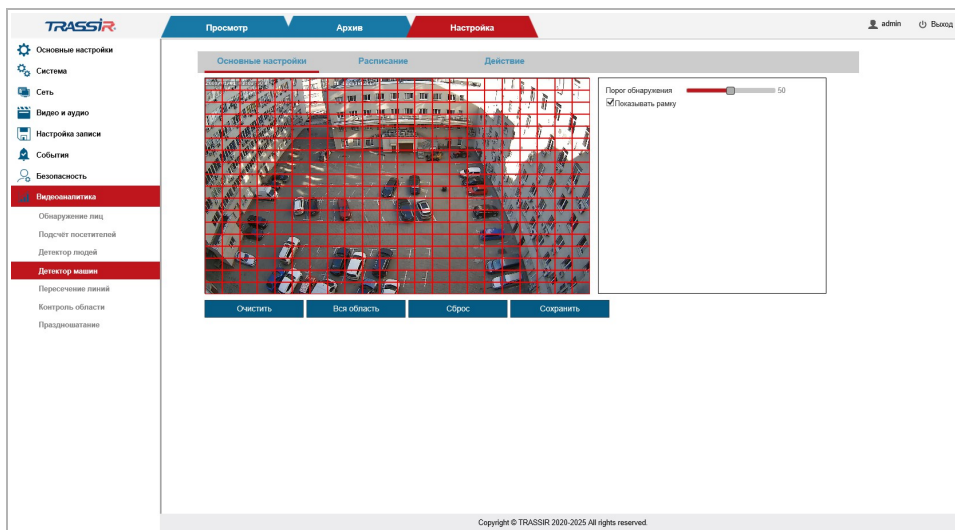 TRASSIR
Просмотр
Архив
Настройка
admin
Выход
Основные настройки
Система
Сеть
Видео и аудио
Настройка записи
События
Безопасность
Видеоаналитика
Обнаружение лиц
Подсчёт посетителей
Детектор людей
Детектор машин
Пересечение линий
Контроль области
Праздношатание
Основные настройки
Расписание
Действие
Порог обнаружения
50
Показывать рамку
Очистить
Вся область
Сброс
Сохранить
Copyright © TRASSIR 2020-2025 All rights reserved.